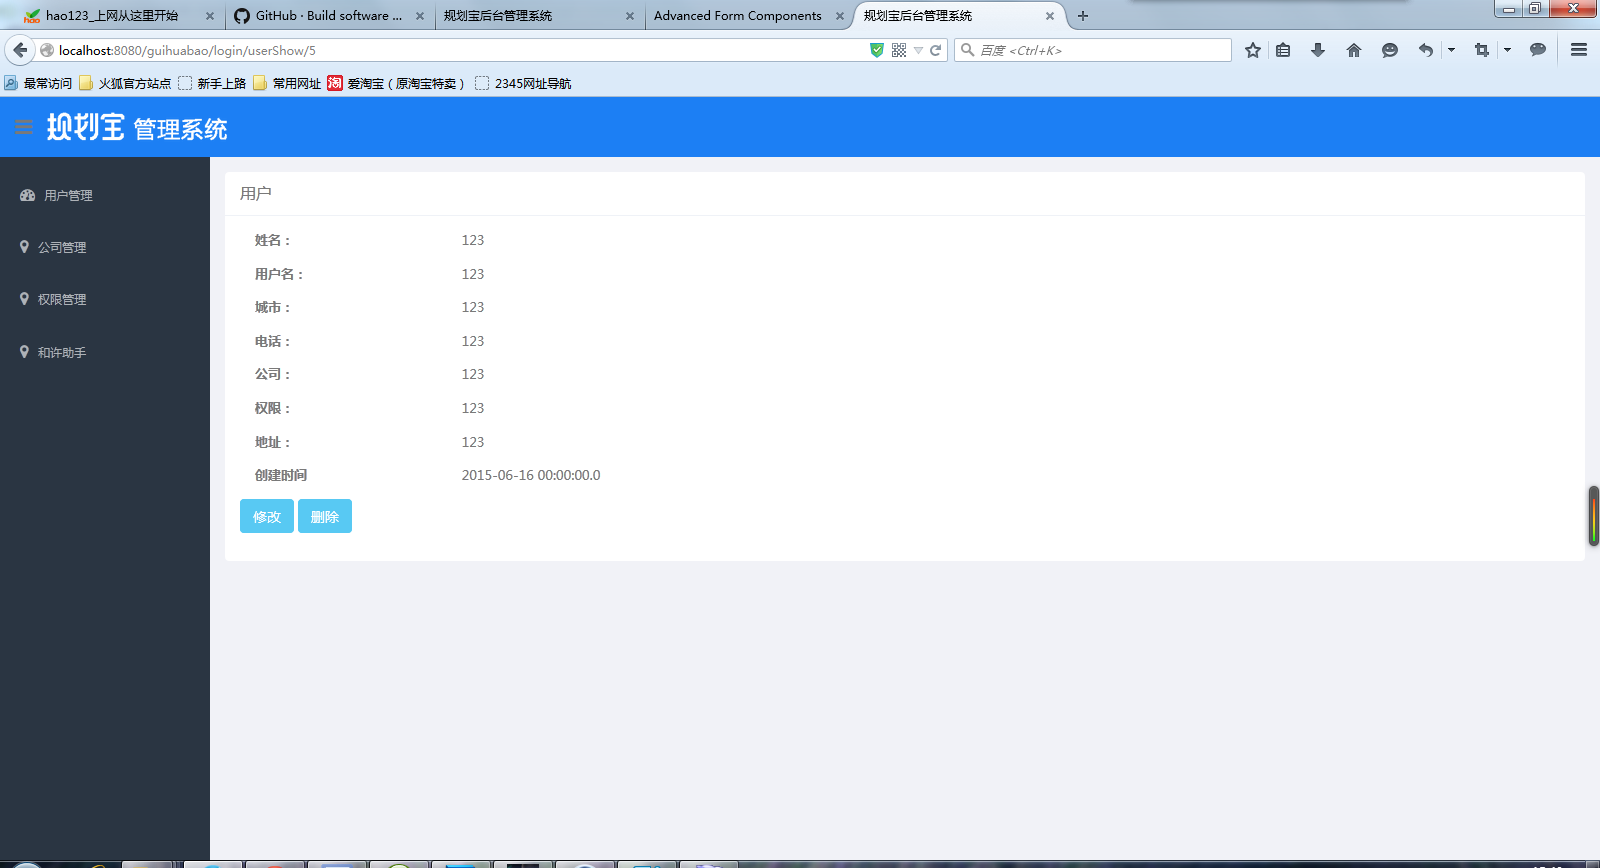 hao123_上网从这里开始
GitHub · Build software ...
规划宝后台管理系统
Advanced Form Components
规划宝后台管理系统
localhost:8080/guihuabao/login/userShow/5
百度 <Ctrl+K>
最常访问 火狐官方站点 新手上路 常用网址 淘 爱淘宝（原淘宝特卖） 2345网址导航
规划宝 管理系统
用户管理
公司管理
权限管理
和许助手
用户
姓名： 123
用户名： 123
城市： 123
电话： 123
公司： 123
权限： 123
地址： 123
创建时间 2015-06-16 00:00:00.0
修改 删除